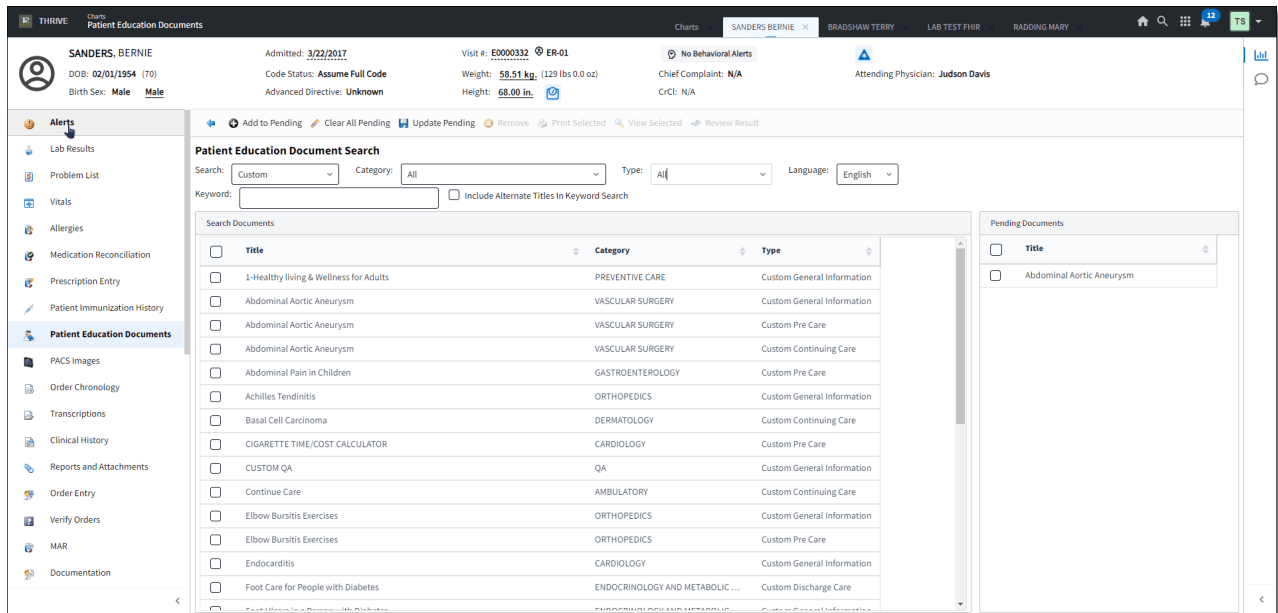 THRIVE Charts
Patient Education Documents
Charts SANDERS BERNIE × BRADSHAW TERRY LAB TEST FHIR RADDING MARY 12 TS
SANDERS, BERNIE Admitted: 3/22/2017 Visit #: E0000332 ER-01 No Behavioral Alerts
DOB: 02/01/1954 (70) Code Status: Assume Full Code Weight: 58.51 kg. (129 lbs 0.0 oz) Chief Complaint: N/A Attending Physician: Judson Davis
Birth Sex: Male Male Advanced Directive: Unknown Height: 68.00 in. CrCl: N/A
Alerts
Lab Results
Problem List
Vitals
Allergies
Medication Reconciliation
Prescription Entry
Patient Immunization History
Patient Education Documents
PACS Images
Order Chronology
Transcriptions
Clinical History
Reports and Attachments
Order Entry
Verify Orders
MAR
Documentation
Add to Pending Clear All Pending Update Pending Remove Print Selected View Selected Review Result
Patient Education Document Search
Search: Custom Category: All Type: All Language: English
Keyword: Include Alternate Titles In Keyword Search
Search Documents
Title Category Type
1-Healthy living & Wellness for Adults PREVENTIVE CARE Custom General Information
Abdominal Aortic Aneurysm VASCULAR SURGERY Custom General Information
Abdominal Aortic Aneurysm VASCULAR SURGERY Custom Pre Care
Abdominal Aortic Aneurysm VASCULAR SURGERY Custom Continuing Care
Abdominal Pain in Children GASTROENTEROLOGY Custom Pre Care
Achilles Tendinitis ORTHOPEDICS Custom General Information
Basal Cell Carcinoma DERMATOLOGY Custom Continuing Care
CIGARETTE TIME/COST CALCULATOR CARDIOLOGY Custom Pre Care
CUSTOM QA QA Custom General Information
Continue Care AMBULATORY Custom Continuing Care
Elbow Bursitis Exercises ORTHOPEDICS Custom General Information
Elbow Bursitis Exercises ORTHOPEDICS Custom Pre Care
Endocarditis CARDIOLOGY Custom General Information
Foot Care for People with Diabetes ENDOCRINOLOGY AND METABOLIC ... Custom Discharge Care
Pending Documents
Title
Abdominal Aortic Aneurysm